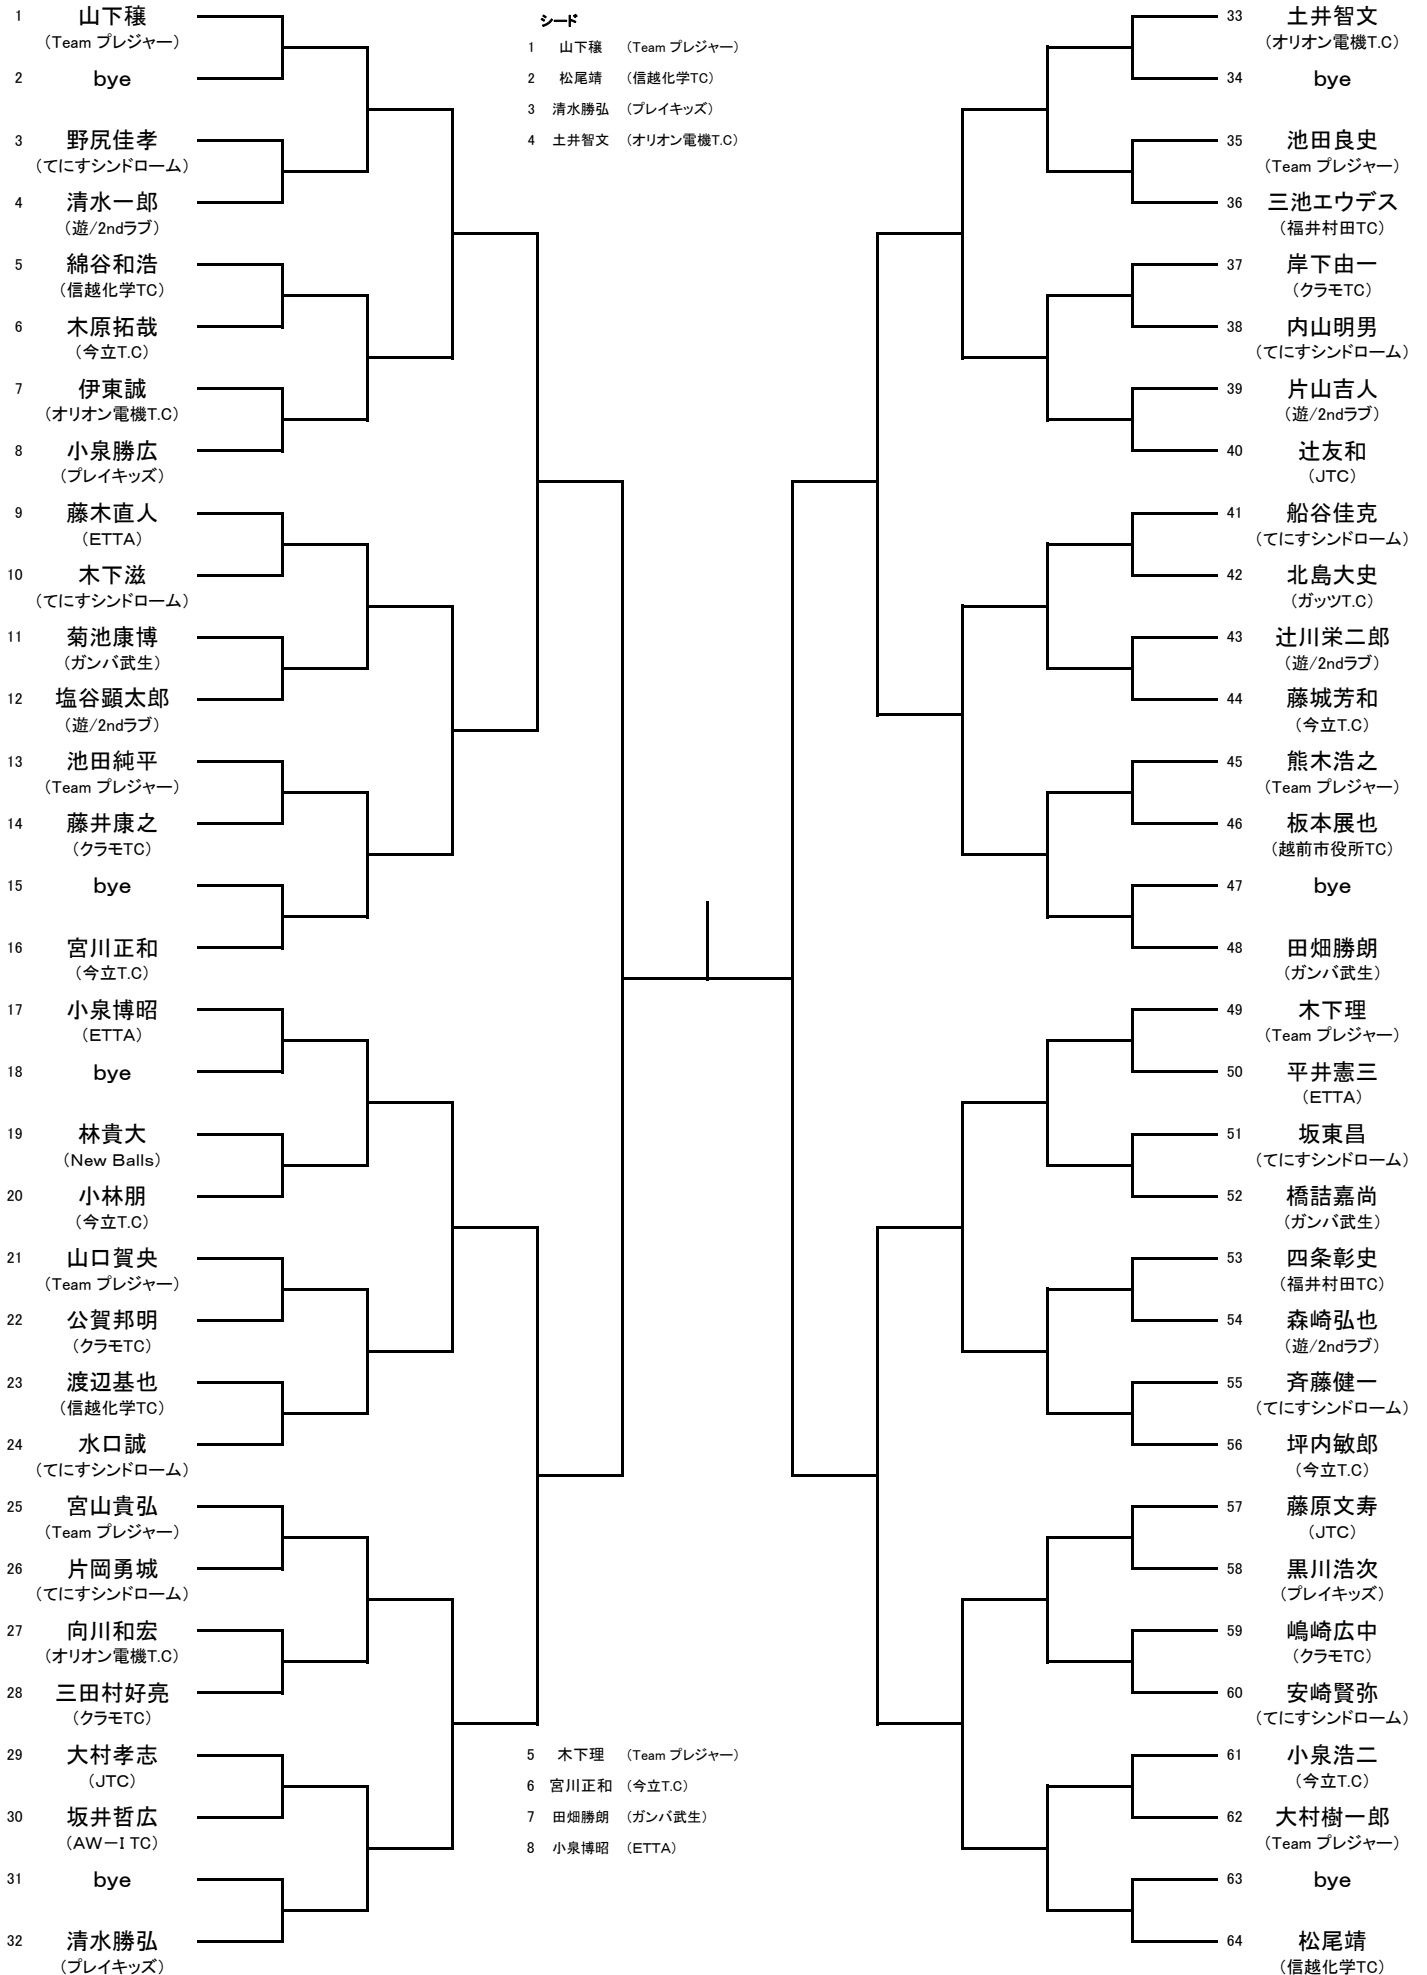 1 山下穣
(Team プレジャー)
2 bye
3 野尻佳孝
(てにすシンドローム)
4 清水一郎
(遊/2ndラブ)
5 綿谷和浩
(信越化学TC)
6 木原拓哉
(今立T.C)
7 伊東誠
(オリオン電機T.C)
8 小泉勝広
(プレイキッズ)
9 藤木直人
(ETTA)
10 木下滋
(てにすシンドローム)
11 菊池康博
(ガンバ武生)
12 塩谷顕太郎
(遊/2ndラブ)
13 池田純平
(Team プレジャー)
14 藤井康之
(クラモTC)
15 bye
16 宮川正和
(今立T.C)
17 小泉博昭
(ETTA)
18 bye
19 林貴大
(New Balls)
20 小林朋
(今立T.C)
21 山口賀央
(Team プレジャー)
22 公賀邦明
(クラモTC)
23 渡辺基也
(信越化学TC)
24 水口誠
(てにすシンドローム)
25 宮山貴弘
(Team プレジャー)
26 片岡勇城
(てにすシンドローム)
27 向川和宏
(オリオン電機T.C)
28 三田村好亮
(クラモTC)
29 大村孝志
(JTC)
30 坂井哲広
(AW－I TC)
31 bye
32 清水勝弘
(プレイキッズ)
シード
1 山下穣 (Team プレジャー)
2 松尾靖 (信越化学TC)
3 清水勝弘 (プレイキッズ)
4 土井智文 (オリオン電機T.C)
5 木下理 (Team プレジャー)
6 宮川正和 (今立T.C)
7 田畑勝朗 (ガンバ武生)
8 小泉博昭 (ETTA)
33 土井智文
(オリオン電機T.C)
34 bye
35 池田良史
(Team プレジャー)
36 三池エウデス
(福井村田TC)
37 岸下由一
(クラモTC)
38 内山明男
(てにすシンドローム)
39 片山吉人
(遊/2ndラブ)
40 辻友和
(JTC)
41 船谷佳克
(てにすシンドローム)
42 北島大史
(ガッツT.C)
43 辻川栄二郎
(遊/2ndラブ)
44 藤城芳和
(今立T.C)
45 熊木浩之
(Team プレジャー)
46 板本展也
(越前市役所TC)
47 bye
48 田畑勝朗
(ガンバ武生)
49 木下理
(Team プレジャー)
50 平井憲三
(ETTA)
51 坂東昌
(てにすシンドローム)
52 橋詰嘉尚
(ガンバ武生)
53 四条彰史
(福井村田TC)
54 森崎弘也
(遊/2ndラブ)
55 斉藤健一
(てにすシンドローム)
56 坪内敏郎
(今立T.C)
57 藤原文寿
(JTC)
58 黒川浩次
(プレイキッズ)
59 嶋崎広中
(クラモTC)
60 安崎賢弥
(てにすシンドローム)
61 小泉浩二
(今立T.C)
62 大村樹一郎
(Team プレジャー)
63 bye
64 松尾靖
(信越化学TC)